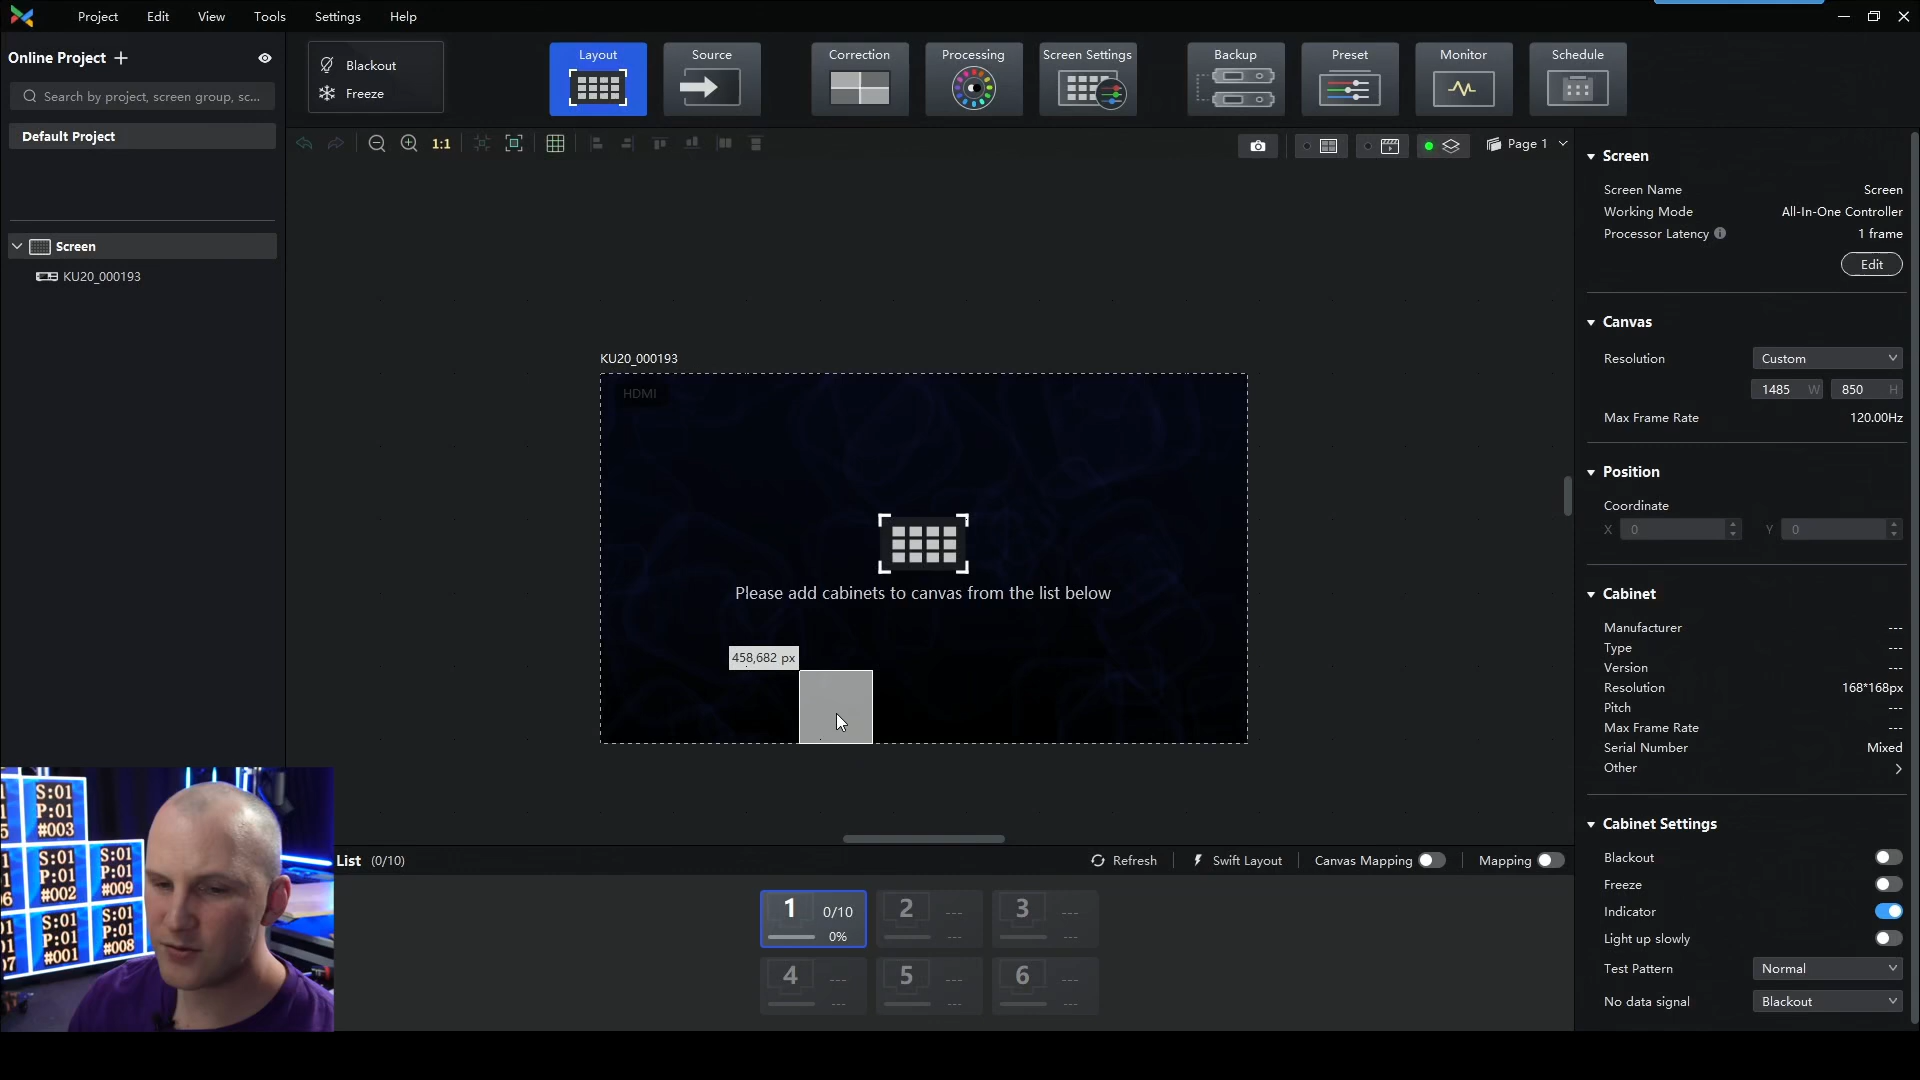 Project Edit View Tools Settings Help
Online Project
Search by project, screen group, sc...
Default Project
Screen
KU20_000193
Blackout
Freeze
Layout
Source
Correction
Processing
Screen Settings
Backup
Preset
Monitor
Schedule
1:1
Page 1
KU20_000193
HDMI
Please add cabinets to canvas from the list below
458,682 px
Screen
Screen Name Screen
Working Mode All-In-One Controller
Processor Latency 1 frame
Edit
Canvas
Resolution Custom
1485 W 850 H
Max Frame Rate 120.00Hz
Position
Coordinate
X 0 Y 0
Cabinet
Manufacturer ---
Type ---
Version ---
Resolution 168*168px
Pitch ---
Max Frame Rate ---
Serial Number Mixed
Other
Cabinet Settings
Blackout
Freeze
Indicator
Light up slowly
Test Pattern Normal
No data signal Blackout
List (0/10)
Refresh
Swift Layout
Canvas Mapping
Mapping
1 0/10
0%
2 ---
---
3 ---
---
4 ---
---
5 ---
---
6 ---
---
S:01
P:01
#003
S:01
P:01
#002
S:01
P:01
#009
S:01
P:01
#001
S:01
P:01
#008